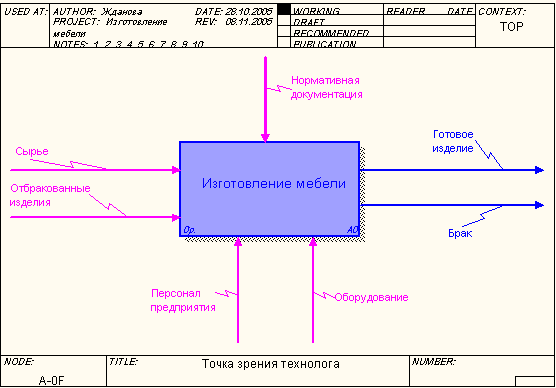 USED AT:
AUTHOR: Жданова
DATE: 28.10.2005
PROJECT: Изготовление
REV: 08.11.2005
мебели
NOTES: 1 2 3 4 5 6 7 8 9 10
WORKING
READER
DATE
DRAFT
RECOMMENDED
PUBLICATION
CONTEXT:
TOP
Нормативная
документация
Сырье
Отбракованные
изделия
Изготовление мебели
0р.
A0
Готовое
изделие
Брак
Персонал
предприятия
Оборудование
NODE:
A-0F
TITLE:
Точка зрения технолога
NUMBER: